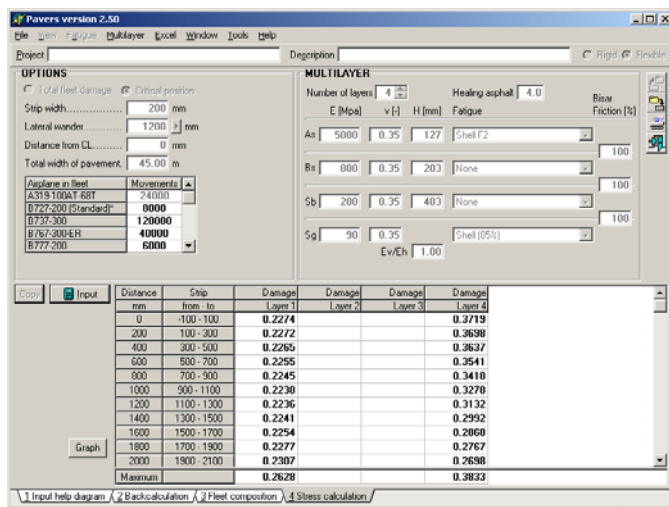 Pavers version 2.50
File View Fatigue Multilayer Excel Window Tools Help
Project Description Rigid Flexible
OPTIONS
Total fleet damage Critical position
Strip width 200 mm
Lateral wander 1200 mm
Distance from CL 0 mm
Total width of pavement. 45.00 m
Airplane in fleet Movements
A319-100AT-68T 24000
B727-200 (Standard)* 8000
B737-300 120000
B767-300-ER 40000
B777-200 6000
MULTILAYER
Number of layers 4 Healing asphalt 4.0 Bisar
E [Mpa] v [-] H [mm] Fatigue Friction [%]
As 5000 0.35 127 Shell F2
100
Bs 800 0.35 203 None
100
Sb 200 0.35 403 None
100
Sg 90 0.35 Shell (85%)
Ev/Eh 1.00
Copy Input Distance Strip Damage Damage Damage Damage
mm from - to Layer 1 Layer 2 Layer 3 Layer 4
0 -100 - 100 0.2274 0.3719
200 100 - 300 0.2272 0.3698
400 300 - 500 0.2265 0.3637
600 500 - 700 0.2255 0.3541
800 700 - 900 0.2245 0.3418
1000 900 - 1100 0.2238 0.3278
1200 1100 - 1300 0.2236 0.3132
1400 1300 - 1500 0.2241 0.2992
1600 1500 - 1700 0.2254 0.2868
Graph 1800 1700 - 1900 0.2277 0.2767
2000 1900 - 2100 0.2307 0.2698
Maximum 0.2628 0.3833
1 Input help diagram 2 Backcalculation 3 Fleet composition 4 Stress calculation